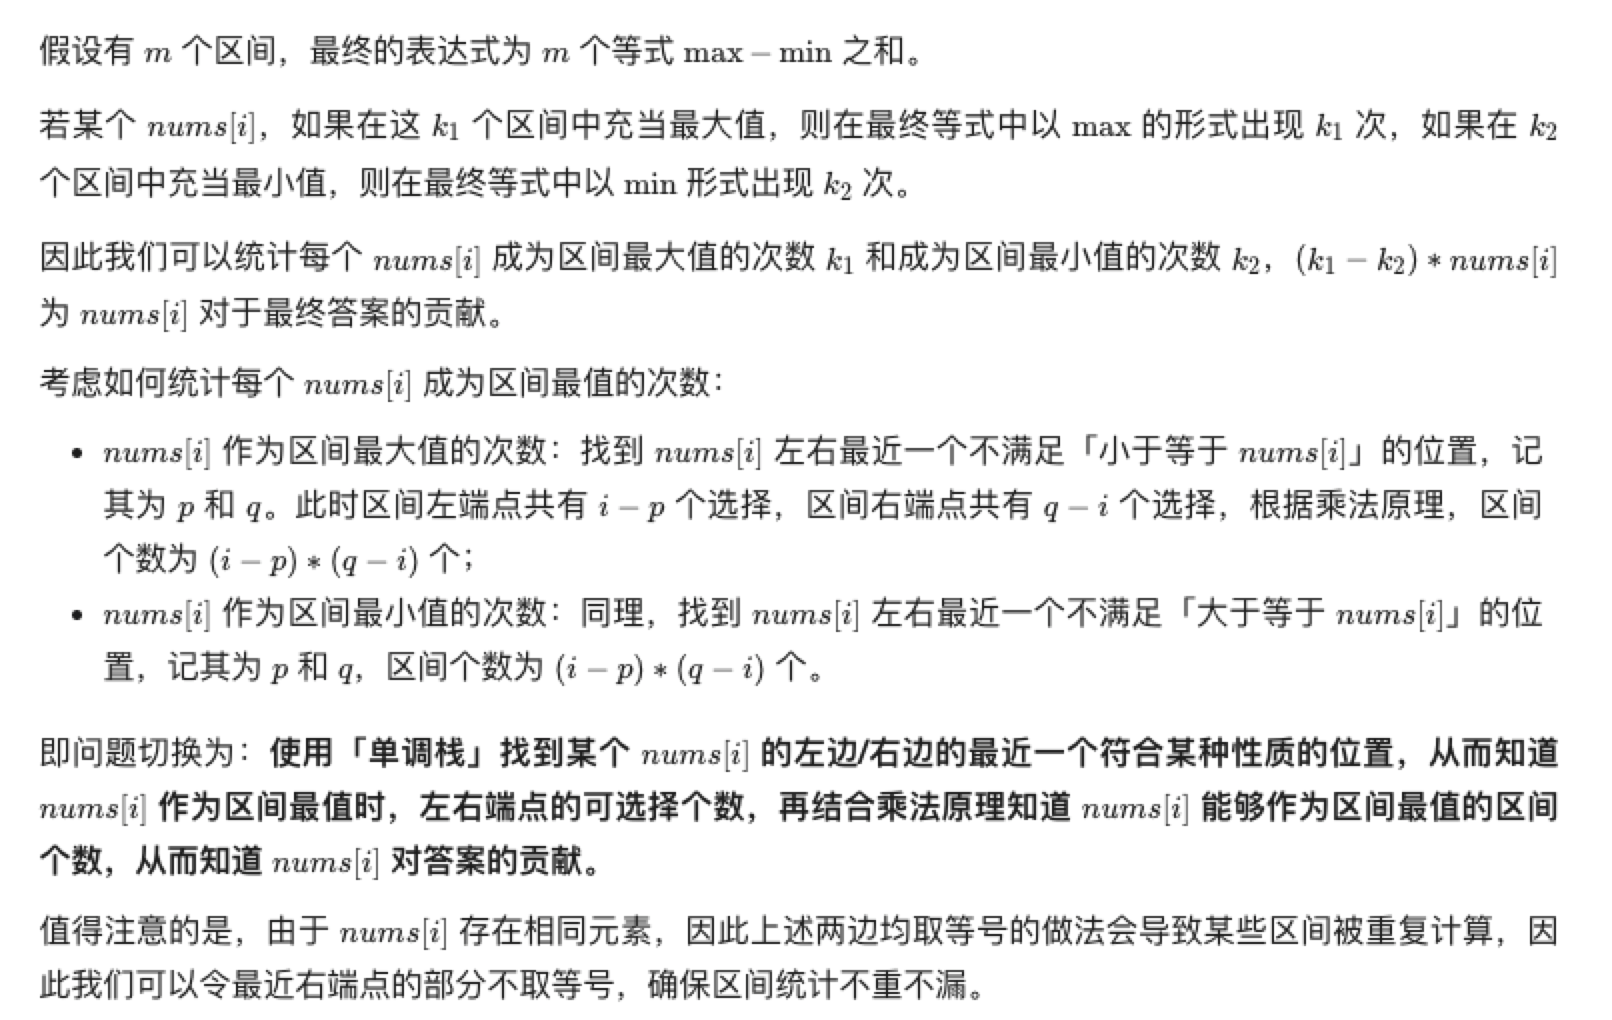 假设有 m 个区间，最终的表达式为 m 个等式 max − min 之和。
若某个 nums[i]，如果在这 k₁ 个区间中充当最大值，则在最终等式中以 max 的形式出现 k₁ 次，如果在 k₂
个区间中充当最小值，则在最终等式中以 min 形式出现 k₂ 次。
因此我们可以统计每个 nums[i] 成为区间最大值的次数 k₁ 和成为区间最小值的次数 k₂，(k₁ − k₂) ∗ nums[i]
为 nums[i] 对于最终答案的贡献。
考虑如何统计每个 nums[i] 成为区间最值的次数：
• nums[i] 作为区间最大值的次数：找到 nums[i] 左右最近一个不满足「小于等于 nums[i]」的位置，记
其为 p 和 q。此时区间左端点共有 i − p 个选择，区间右端点共有 q − i 个选择，根据乘法原理，区间
个数为 (i − p) ∗ (q − i) 个；
• nums[i] 作为区间最小值的次数：同理，找到 nums[i] 左右最近一个不满足「大于等于 nums[i]」的位
置，记其为 p 和 q，区间个数为 (i − p) ∗ (q − i) 个。
即问题切换为：使用「单调栈」找到某个 nums[i] 的左边/右边的最近一个符合某种性质的位置，从而知道
nums[i] 作为区间最值时，左右端点的可选择个数，再结合乘法原理知道 nums[i] 能够作为区间最值的区间
个数，从而知道 nums[i] 对答案的贡献。
值得注意的是，由于 nums[i] 存在相同元素，因此上述两边均取等号的做法会导致某些区间被重复计算，因
此我们可以令最近右端点的部分不取等号，确保区间统计不重不漏。